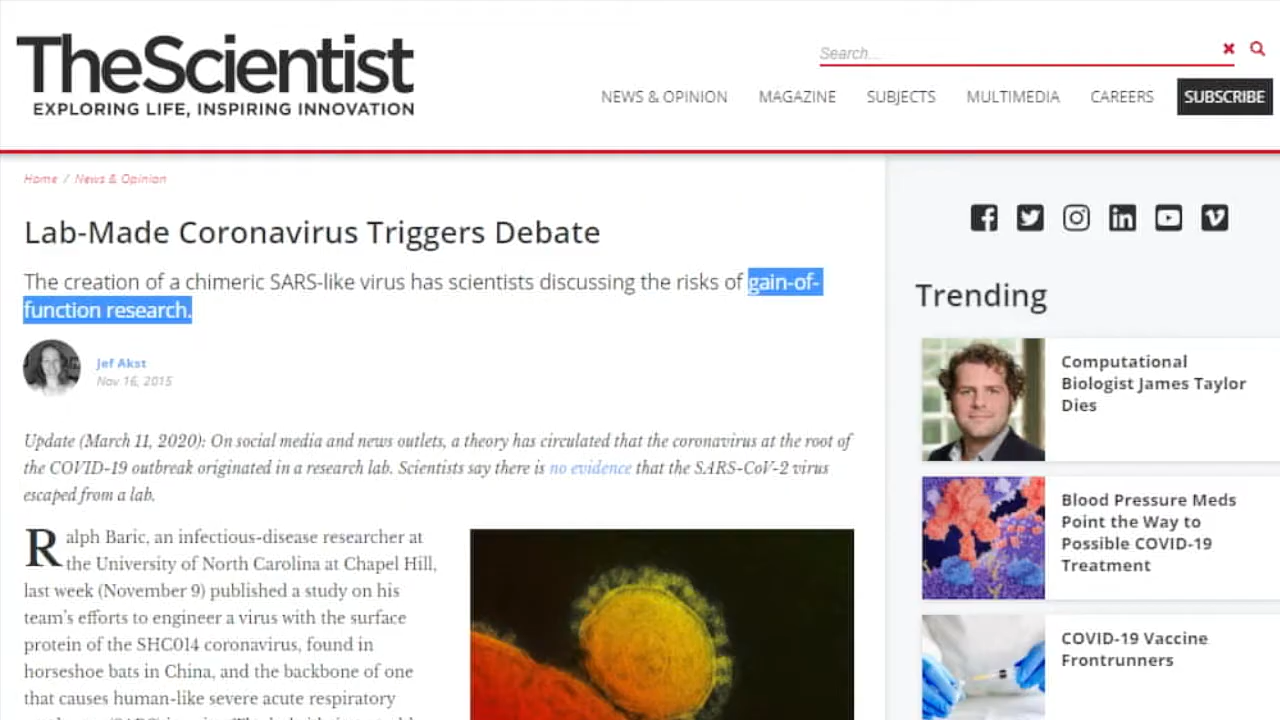 TheScientist
EXPLORING LIFE, INSPIRING INNOVATION
Search...
NEWS & OPINION
MAGAZINE
SUBJECTS
MULTIMEDIA
CAREERS
SUBSCRIBE
Home / News & Opinion
Lab-Made Coronavirus Triggers Debate
The creation of a chimeric SARS-like virus has scientists discussing the risks of gain-of-
function research.
Jef Akst
Nov 16, 2015
Update (March 11, 2020): On social media and news outlets, a theory has circulated that the coronavirus at the root of
the COVID-19 outbreak originated in a research lab. Scientists say there is no evidence that the SARS-CoV-2 virus
escaped from a lab.
Ralph Baric, an infectious-disease researcher at
the University of North Carolina at Chapel Hill,
last week (November 9) published a study on his
team's efforts to engineer a virus with the surface
protein of the SHC014 coronavirus, found in
horseshoe bats in China, and the backbone of one
that causes human-like severe acute respiratory
Trending
Computational
Biologist James Taylor
Dies
Blood Pressure Meds
Point the Way to
Possible COVID-19
Treatment
COVID-19 Vaccine
Frontrunners